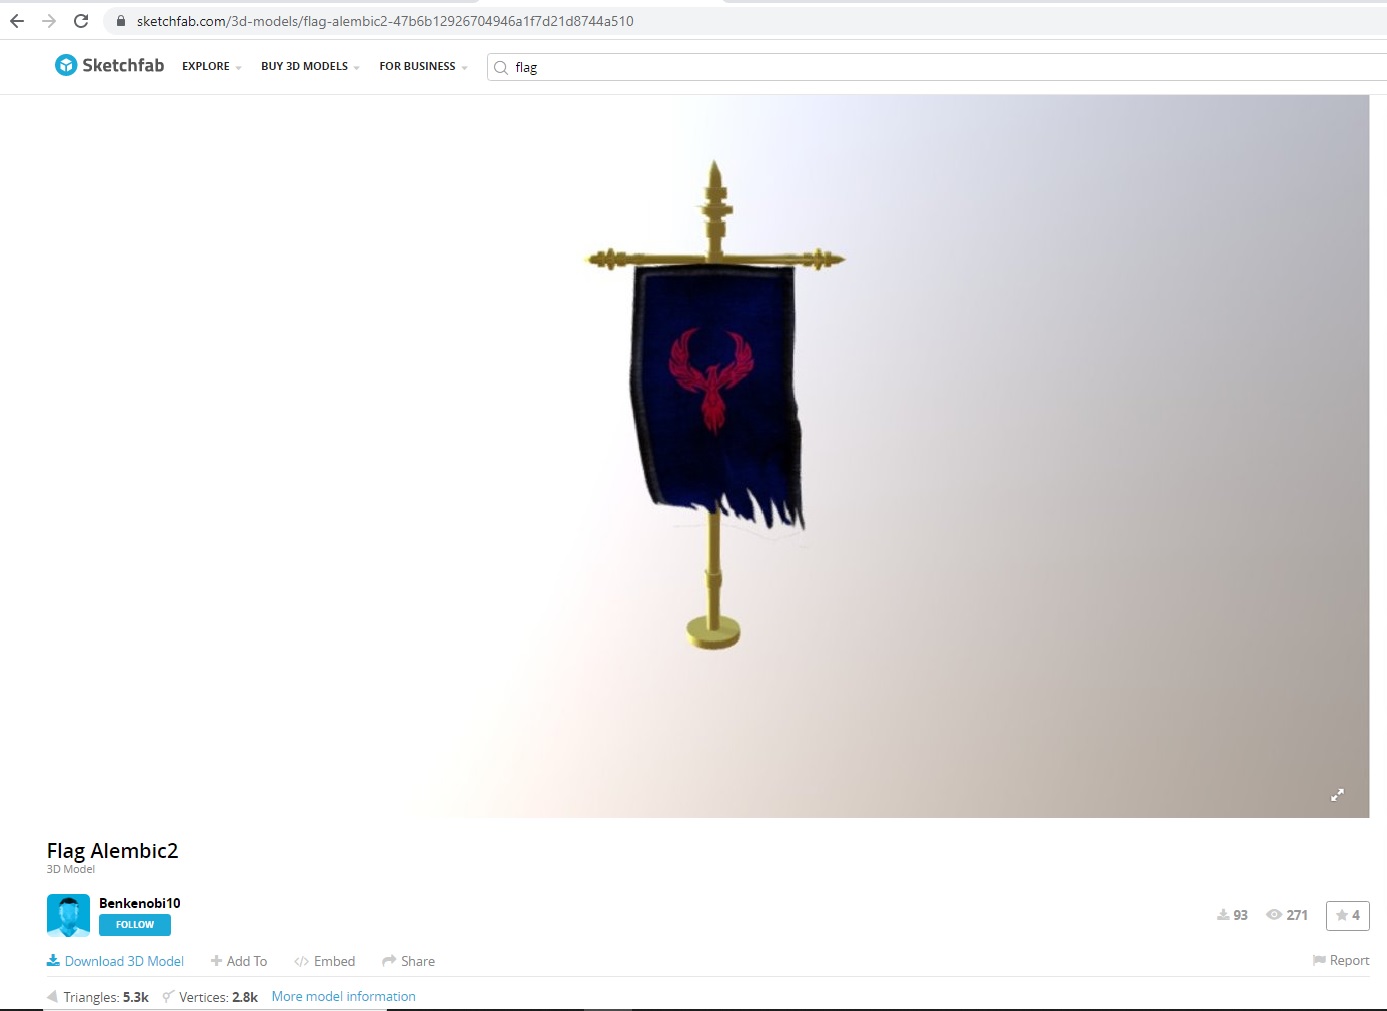 sketchfab.com/3d-models/flag-alembic2-47b6b12926704946a1f7d21d8744a510
Sketchfab EXPLORE BUY 3D MODELS FOR BUSINESS flag
Flag Alembic2
3D Model
Benkenobi10
FOLLOW
93 271 4
Download 3D Model Add To Embed Share Report
Triangles: 5.3k Vertices: 2.8k More model information